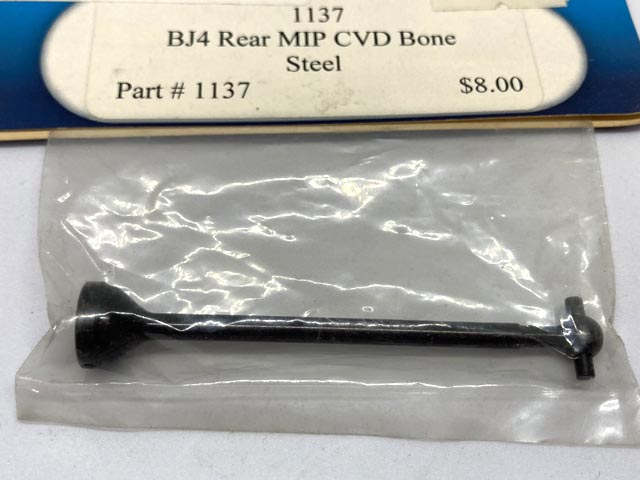 1137
BJ4 Rear MIP CVD Bone
Steel
Part # 1137 $8.00